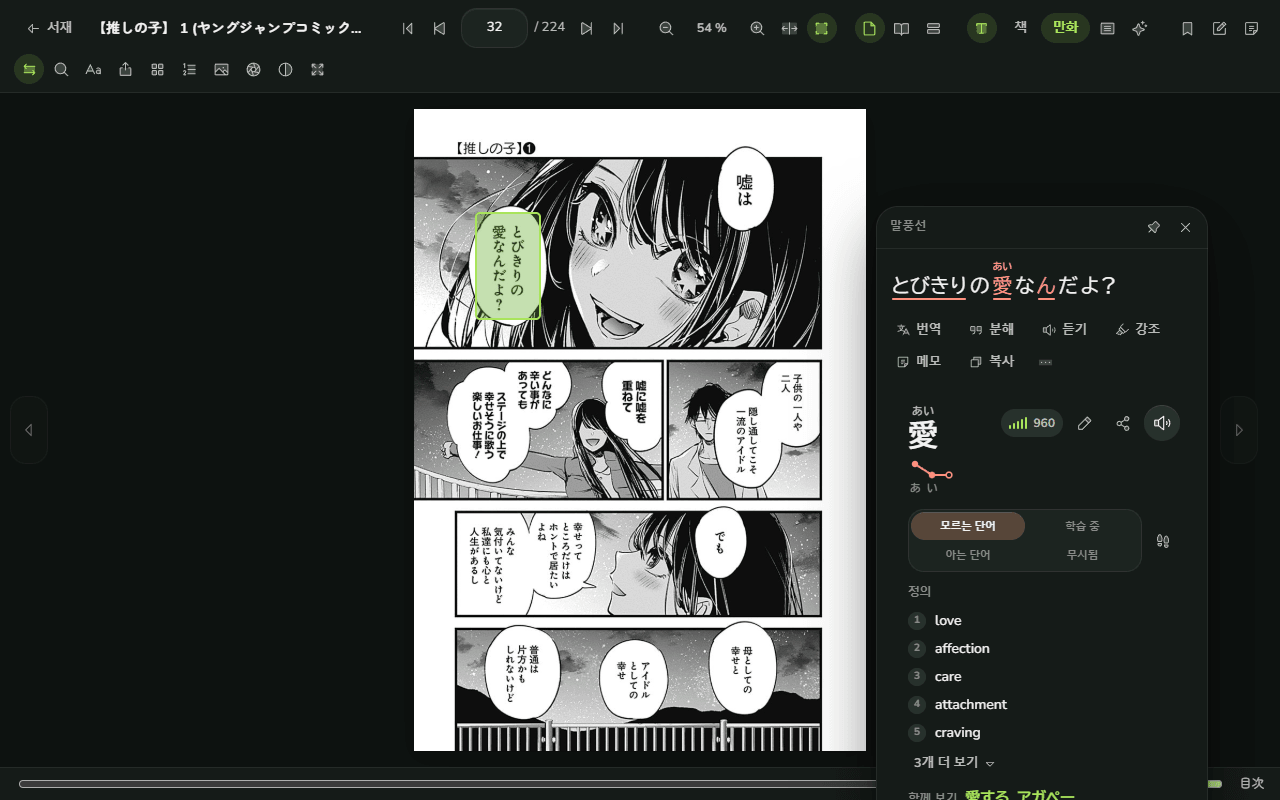 서재
【推しの子】 1 (ヤングジャンプコミック...
32
/ 224
54 %
책
만화
Aa
【推しの子】❶
嘘は
とびきりの
愛なんだよ？
子供の一人や
二人
隠し通してこそ
一流のアイドル
嘘に嘘を
重ねて
どんなに
辛い事が
あっても
ステージの上で
幸せそうに歌う
楽しいお仕事！
でも
幸せって
ところだけは
ホントで居たい
よね
みんな
気付いてないけど
私達にも心と
人生があるし
母としての
幸せと
アイドル
としての
幸せ
普通は
片方かも
しれないけど
말풍선
あい
とびきりの愛なんだよ？
번역
분해
듣기
강조
메모
복사
あい
愛
960
あ い
모르는 단어
학습 중
아는 단어
무시됨
정의
1 love
2 affection
3 care
4 attachment
5 craving
3개 더 보기
함께 보기 愛する, アガペー
目次